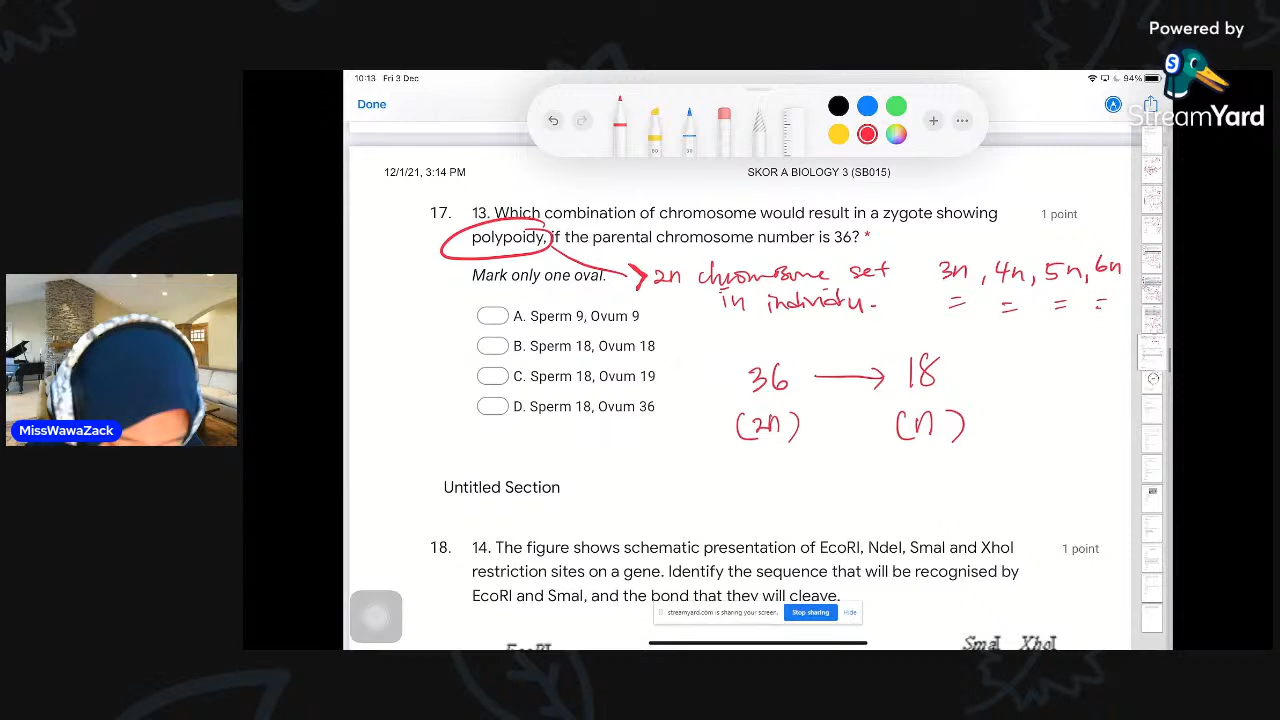 Powered by
StreamYard
10:13 Fri 3 Dec
94%
Done
12/1/21, 3:14 PM
SKOR A BIOLOGY 3 (SB015)
17. 13. Which combination of chromosome would result in a zygote showing
1 point
polypoidy, if the parental chromosome number is 36? *
Mark only one oval.
2n chromosome set
in individu.
3n, 4n, 5n, 6n
A. Sperm 9, Ovum 9
B. Sperm 18, Ovum 18
C. Sperm 18, Ovum 19
D. Sperm 18, Ovum 36
36 → 18
(2n) (n)
MissWawaZack
Untitled Section
18. 14. The figure shows schematic presentation of EcoRI, NdeI, SmaI and XhoI
1 point
restriction sites on a gene. Identify the sequence that will be recognised by
EcoRI and SmaI, and the bond that they will cleave.
streamyard.com is sharing your screen.
Stop sharing
Hide
EcoRI
SmaI XhoI